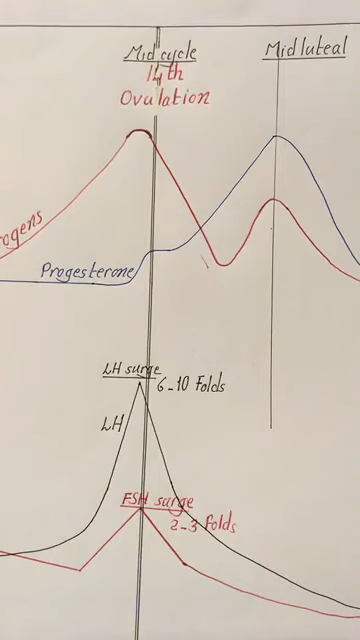 Mid cycle
Midluteal
14th
Ovulation
rogens
Progesterone
LH surge
6-10 Folds
LH
FSH surge
2-3 Folds